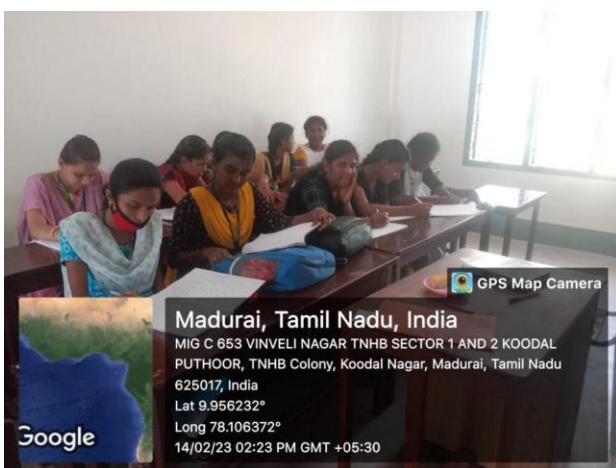 GPS Map Camera
Madurai, Tamil Nadu, India
MIG C 653 VINVELI NAGAR TNHB SECTOR 1 AND 2 KOODAL
PUTHOOR, TNHB Colony, Koodal Nagar, Madurai, Tamil Nadu
625017, India
Lat 9.956232°
Long 78.106372°
14/02/23 02:23 PM GMT +05:30
Google